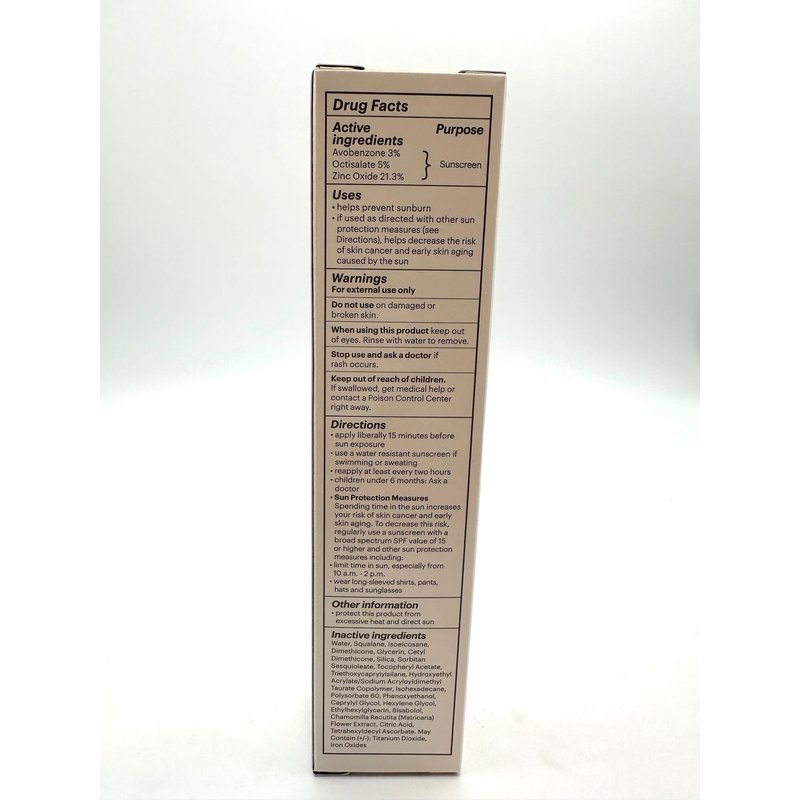 Drug Facts
Active Purpose
ingredients
Avobenzone 3%
Octisalate 5% } Sunscreen
Zinc Oxide 21.3%
Uses
• helps prevent sunburn
• if used as directed with other sun
protection measures (see
Directions), helps decrease the risk
of skin cancer and early skin aging
caused by the sun
Warnings
For external use only
Do not use on damaged or
broken skin.
When using this product keep out
of eyes. Rinse with water to remove.
Stop use and ask a doctor if
rash occurs.
Keep out of reach of children.
If swallowed, get medical help or
contact a Poison Control Center
right away.
Directions
• apply liberally 15 minutes before
sun exposure
• use a water resistant sunscreen if
swimming or sweating
• reapply at least every two hours
• children under 6 months: Ask a
doctor
• Sun Protection Measures
Spending time in the sun increases
your risk of skin cancer and early
skin aging. To decrease this risk,
regularly use a sunscreen with a
broad spectrum SPF value of 15
or higher and other sun protection
measures including:
• limit time in sun, especially from
10 a.m. - 2 p.m.
• wear long-sleeved shirts, pants,
hats and sunglasses
Other information
• protect this product from
excessive heat and direct sun
Inactive ingredients
Water, Squalane, Isoeicosane,
Dimethicone, Glycerin, Cetyl
Dimethicone, Silica, Sorbitan
Sesquioleate, Tocopheryl Acetate,
Triethoxycaprylylsilane, Hydroxyethyl
Acrylate/Sodium Acryloyldimethyl
Taurate Copolymer, Isohexadecane,
Polysorbate 60, Phenoxyethanol,
Caprylyl Glycol, Hexylene Glycol,
Ethylhexylglycerin, Bisabolol,
Chamomilla Recutita (Matricaria)
Flower Extract, Citric Acid,
Tetrahexyldecyl Ascorbate. May
Contain (+/-): Titanium Dioxide,
Iron Oxides